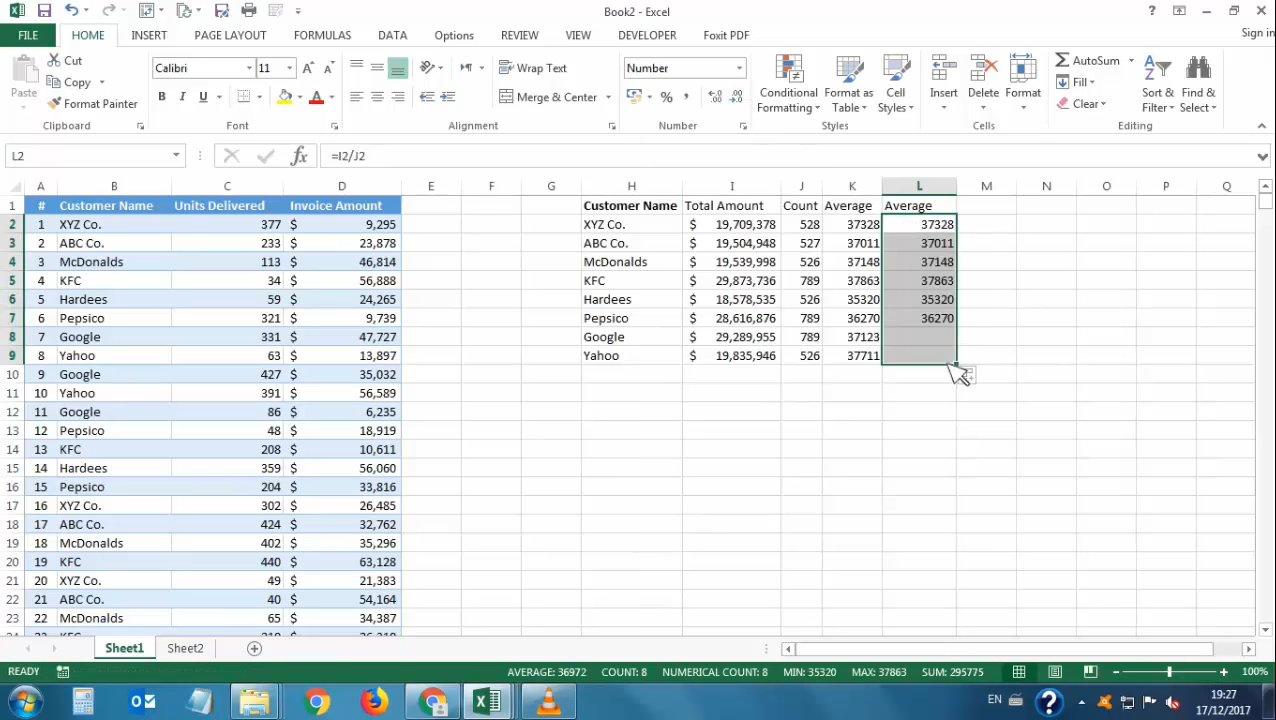 Book2 - Excel
Sign in
FILE HOME INSERT PAGE LAYOUT FORMULAS DATA Options REVIEW VIEW DEVELOPER Foxit PDF
Paste
Cut
Copy
Format Painter
Clipboard
Calibri 11
B I U
Font
Wrap Text
Merge & Center
Alignment
Number
%
Number
Conditional Formatting
Format as Table
Cell Styles
Styles
Insert Delete Format
Cells
AutoSum
Fill
Clear
Sort & Filter
Find & Select
Editing
L2 fx =I2/J2
A B C D E F G H I J K L M N O P Q
1 # Customer Name Units Delivered Invoice Amount Customer Name Total Amount Count Average Average
2 1 XYZ Co. 377 $ 9,295 XYZ Co. $ 19,709,378 528 37328 37328
3 2 ABC Co. 233 $ 23,878 ABC Co. $ 19,504,948 527 37011 37011
4 3 McDonalds 113 $ 46,814 McDonalds $ 19,539,998 526 37148 37148
5 4 KFC 34 $ 56,888 KFC $ 29,873,736 789 37863 37863
6 5 Hardees 59 $ 24,265 Hardees $ 18,578,535 526 35320 35320
7 6 Pepsico 321 $ 9,739 Pepsico $ 28,616,876 789 36270 36270
8 7 Google 331 $ 47,727 Google $ 29,289,955 789 37123
9 8 Yahoo 63 $ 13,897 Yahoo $ 19,835,946 526 37711
10 9 Google 427 $ 35,032
11 10 Yahoo 391 $ 56,589
12 11 Google 86 $ 6,235
13 12 Pepsico 48 $ 18,919
14 13 KFC 208 $ 10,611
15 14 Hardees 359 $ 56,060
16 15 Pepsico 204 $ 33,816
17 16 XYZ Co. 302 $ 26,485
18 17 ABC Co. 424 $ 32,762
19 18 McDonalds 402 $ 35,296
20 19 KFC 440 $ 63,128
21 20 XYZ Co. 49 $ 21,383
22 21 ABC Co. 40 $ 54,164
23 22 McDonalds 65 $ 34,387
Sheet1 Sheet2
READY AVERAGE: 36972 COUNT: 8 NUMERICAL COUNT: 8 MIN: 35320 MAX: 37863 SUM: 295775 100%
EN
19:27
17/12/2017